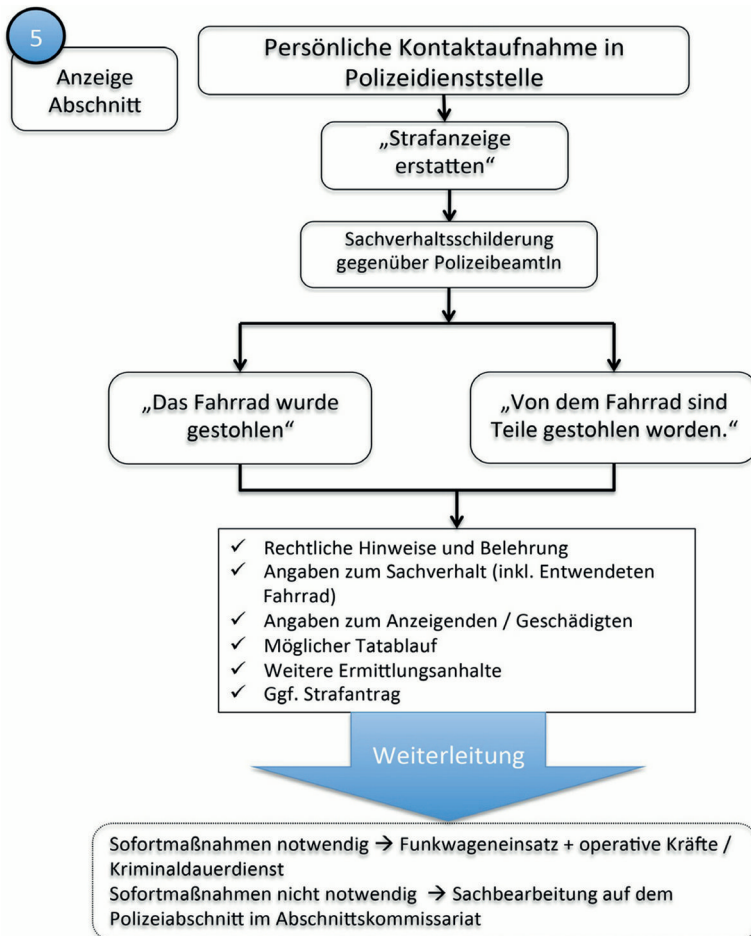 5
Anzeige
Abschnitt
Persönliche Kontaktaufnahme in
Polizeidienststelle
„Strafanzeige
erstatten“
Sachverhaltsschilderung
gegenüber PolizeibeamtIn
„Das Fahrrad wurde
gestohlen“
„Von dem Fahrrad sind
Teile gestohlen worden.“
✓ Rechtliche Hinweise und Belehrung
✓ Angaben zum Sachverhalt (inkl. Entwendeten
Fahrrad)
✓ Angaben zum Anzeigenden / Geschädigten
✓ Möglicher Tatablauf
✓ Weitere Ermittlungsanhalte
✓ Ggf. Strafantrag
Weiterleitung
Sofortmaßnahmen notwendig → Funkwageneinsatz + operative Kräfte /
Kriminaldauerdienst
Sofortmaßnahmen nicht notwendig → Sachbearbeitung auf dem
Polizeiabschnitt im Abschnittskommissariat